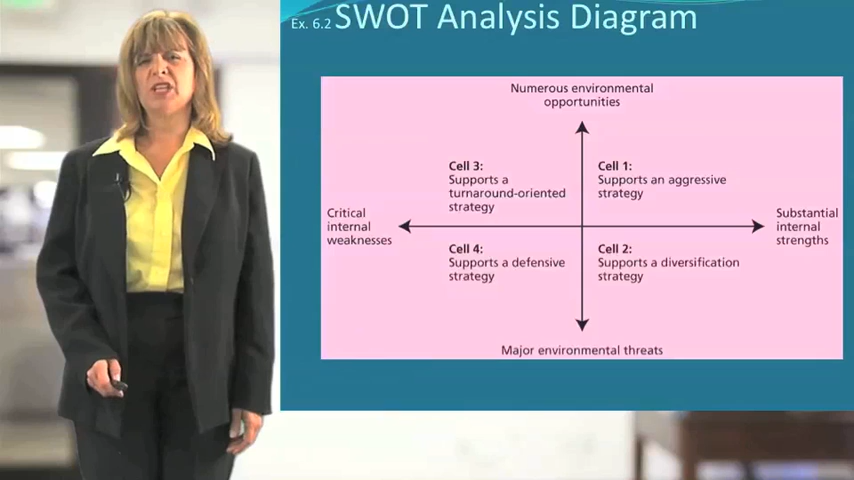 Ex. 6.2 SWOT Analysis Diagram
Numerous environmental
opportunities
Cell 3:
Supports a
turnaround-oriented
strategy
Cell 1:
Supports an aggressive
strategy
Critical
internal
weaknesses
Substantial
internal
strengths
Cell 4:
Supports a defensive
strategy
Cell 2:
Supports a diversification
strategy
Major environmental threats